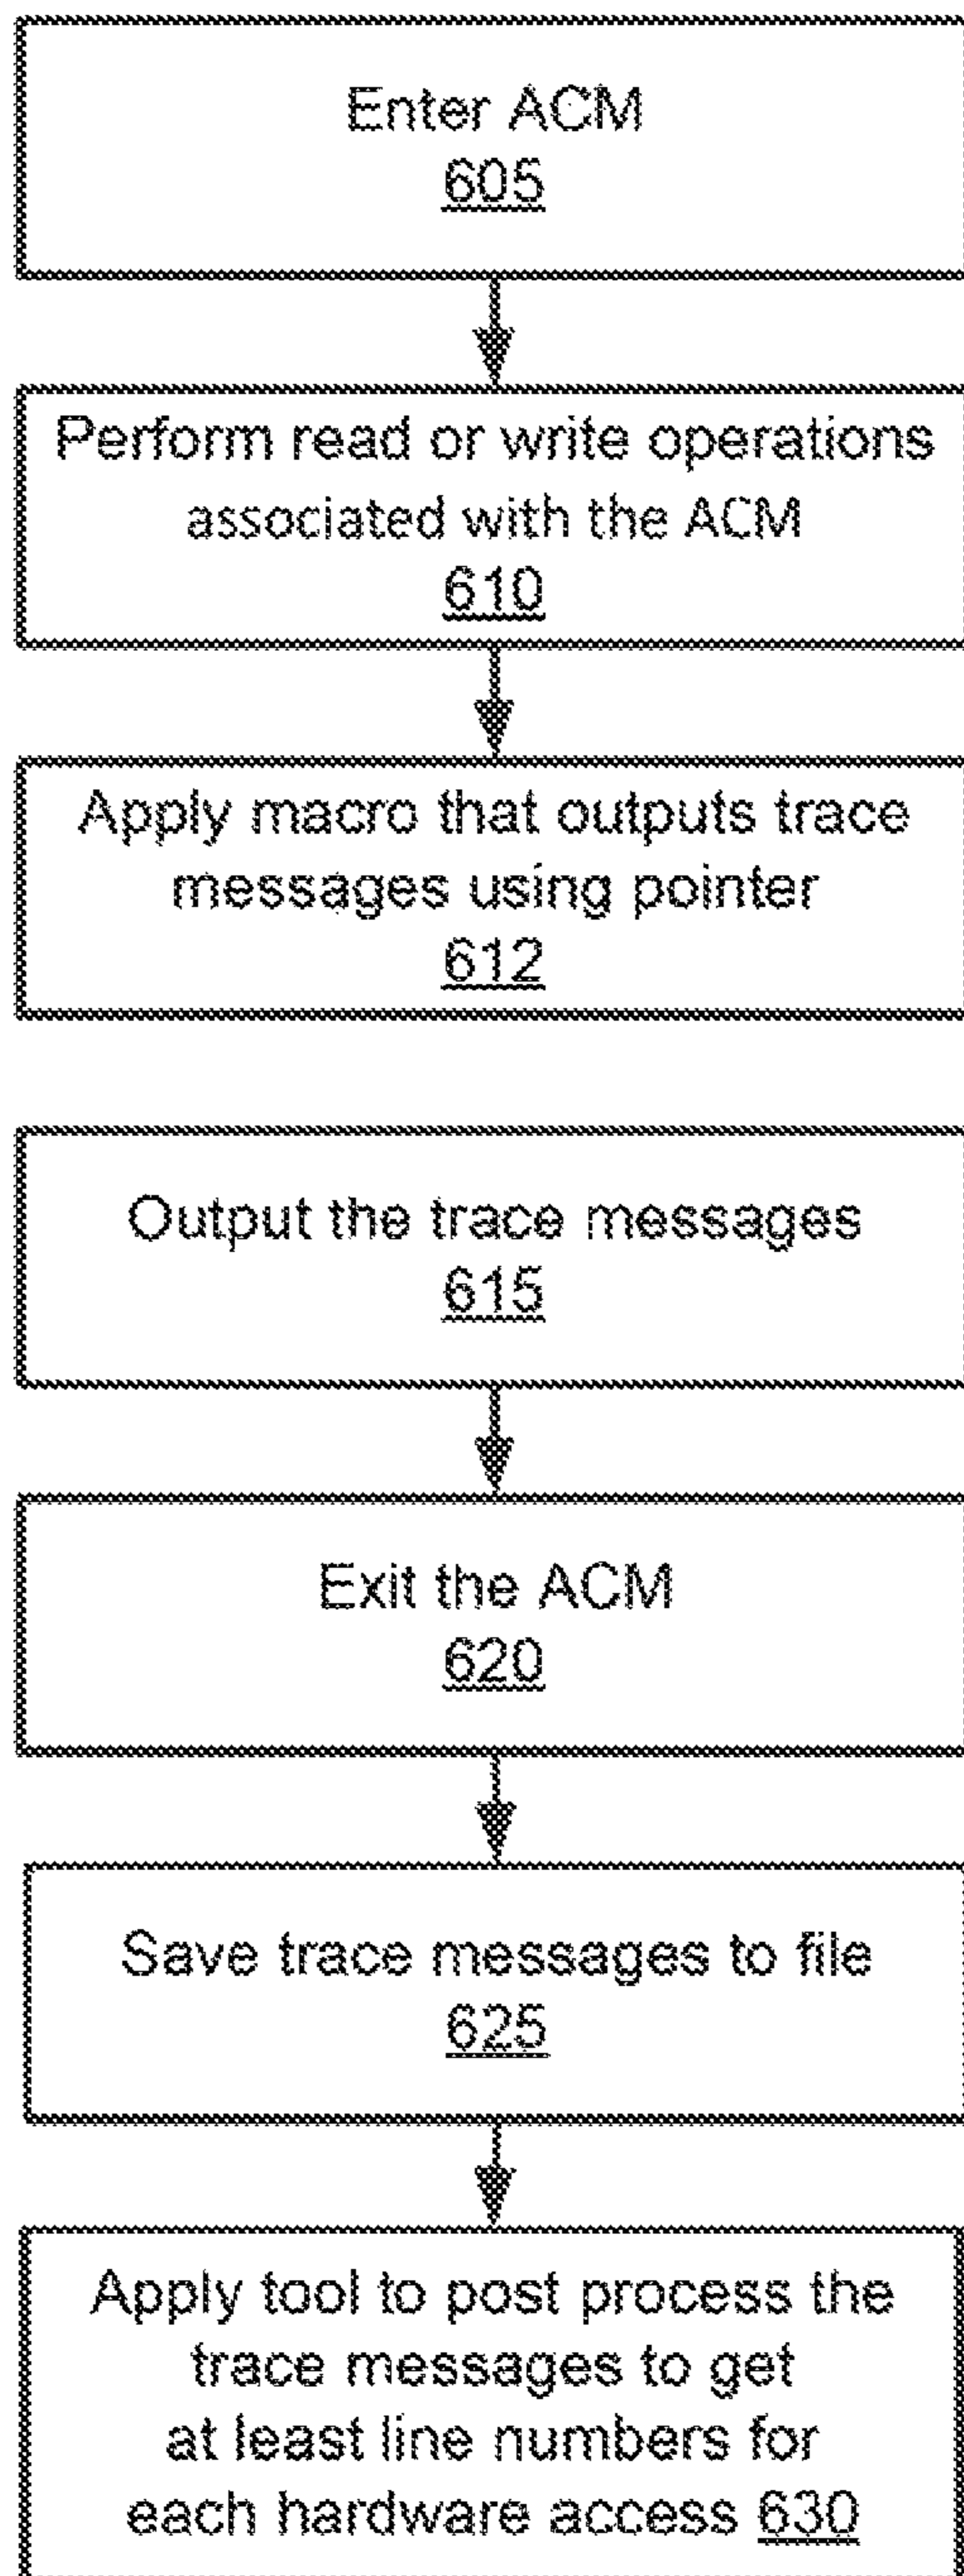 Enter ACM
605
Perform read or write operations
associated with the ACM
610
Apply macro that outputs trace
messages using pointer
612
Output the trace messages
615
Exit the ACM
620
Save trace messages to file
625
Apply tool to post process the
trace messages to get
at least line numbers for
each hardware access 630